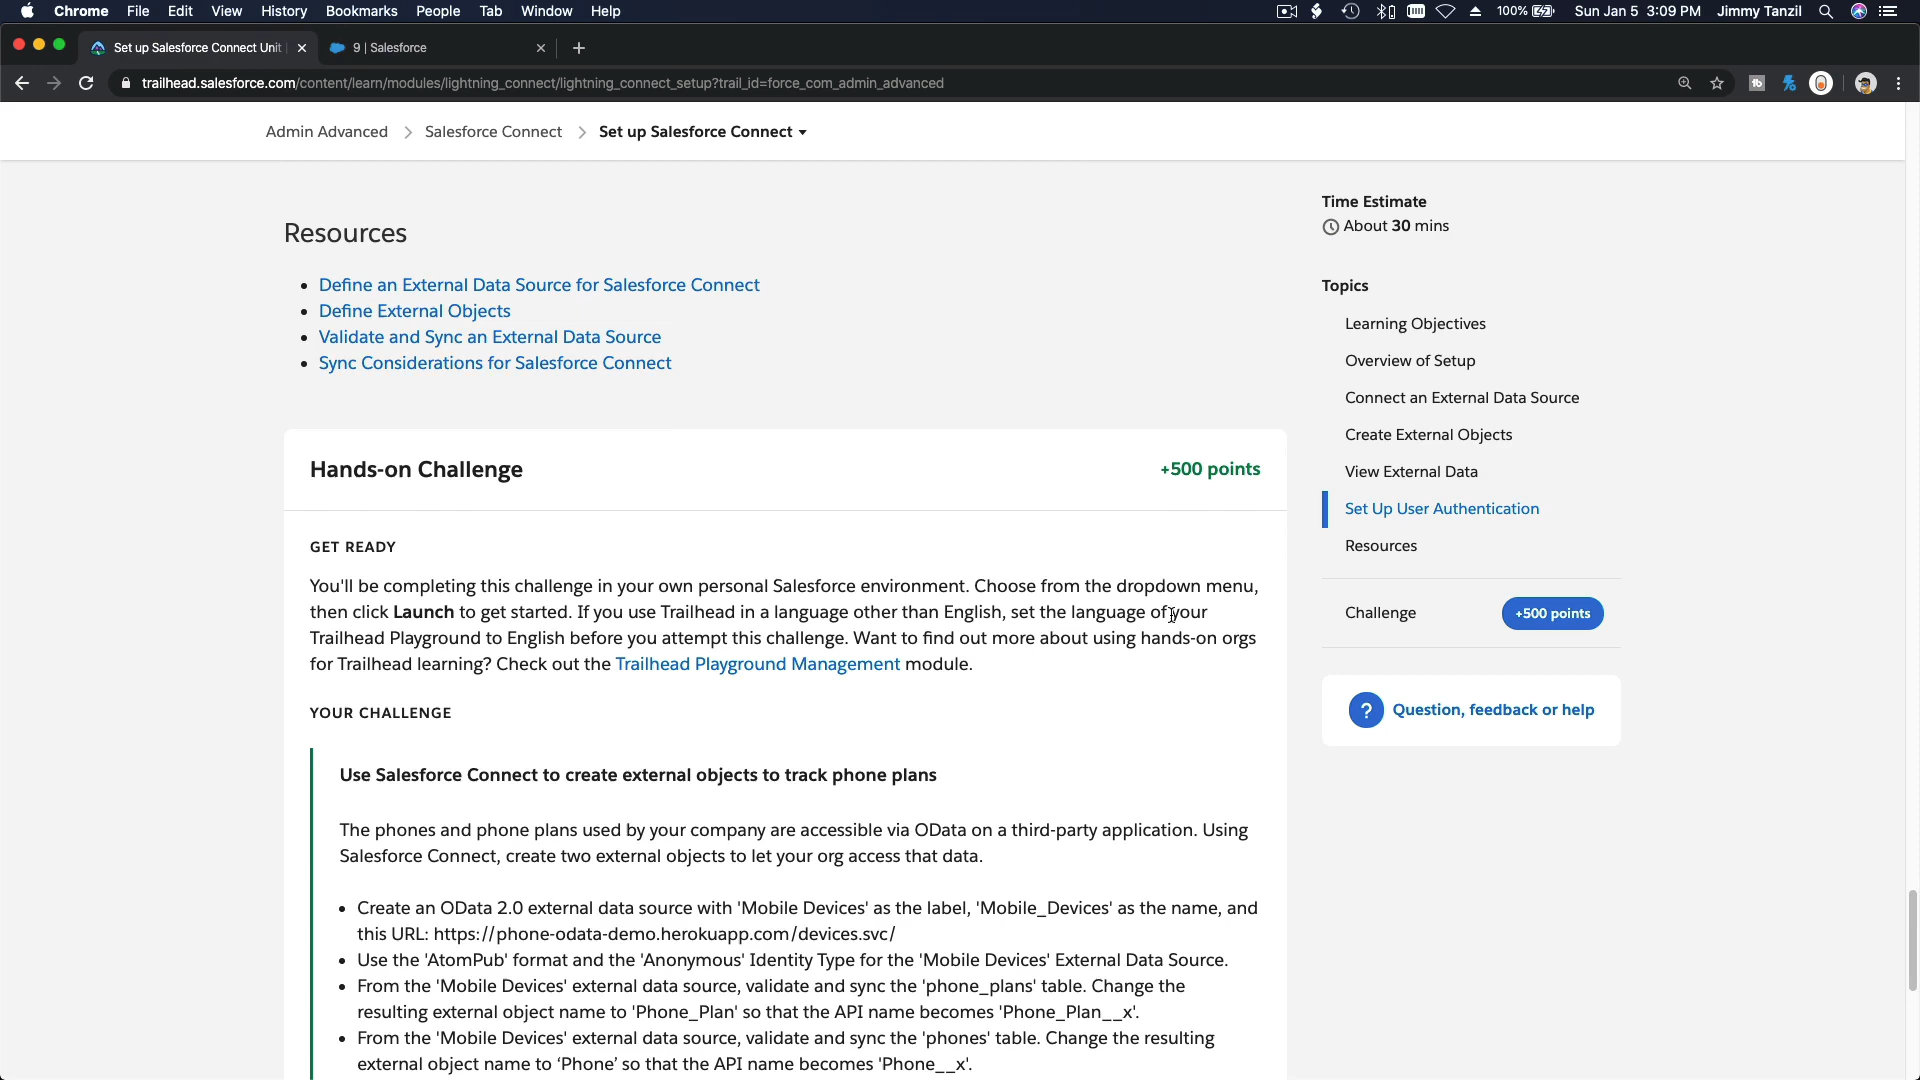 Chrome File Edit View History Bookmarks People Tab Window Help 100% Sun Jan 5 3:09 PM Jimmy Tanzil
Set up Salesforce Connect Unit 9 | Salesforce
trailhead.salesforce.com/content/learn/modules/lightning_connect/lightning_connect_setup?trail_id=force_com_admin_advanced
Admin Advanced > Salesforce Connect > Set up Salesforce Connect
Resources
• Define an External Data Source for Salesforce Connect
• Define External Objects
• Validate and Sync an External Data Source
• Sync Considerations for Salesforce Connect
Hands-on Challenge +500 points
GET READY
You'll be completing this challenge in your own personal Salesforce environment. Choose from the dropdown menu,
then click Launch to get started. If you use Trailhead in a language other than English, set the language of your
Trailhead Playground to English before you attempt this challenge. Want to find out more about using hands-on orgs
for Trailhead learning? Check out the Trailhead Playground Management module.
YOUR CHALLENGE
Use Salesforce Connect to create external objects to track phone plans
The phones and phone plans used by your company are accessible via OData on a third-party application. Using
Salesforce Connect, create two external objects to let your org access that data.
• Create an OData 2.0 external data source with 'Mobile Devices' as the label, 'Mobile_Devices' as the name, and
this URL: https://phone-odata-demo.herokuapp.com/devices.svc/
• Use the 'AtomPub' format and the 'Anonymous' Identity Type for the 'Mobile Devices' External Data Source.
• From the 'Mobile Devices' external data source, validate and sync the 'phone_plans' table. Change the
resulting external object name to 'Phone_Plan' so that the API name becomes 'Phone_Plan__x'.
• From the 'Mobile Devices' external data source, validate and sync the 'phones' table. Change the resulting
external object name to ‘Phone’ so that the API name becomes 'Phone__x'.
Time Estimate
About 30 mins
Topics
Learning Objectives
Overview of Setup
Connect an External Data Source
Create External Objects
View External Data
Set Up User Authentication
Resources
Challenge +500 points
? Question, feedback or help